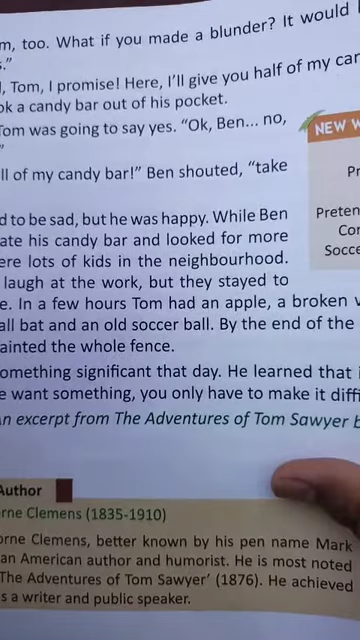 m, too. What if you made a blunder? It would
."
, Tom, I promise! Here, I'll give you half of my
ok a candy bar out of his pocket.
Tom was going to say yes. "Ok, Ben... no,
"
ll of my candy bar!" Ben shouted, "take
d to be sad, but he was happy. While Ben
ate his candy bar and looked for more
ere lots of kids in the neighbourhood.
laugh at the work, but they stayed to
e. In a few hours Tom had an apple, a broken
all bat and an old soccer ball. By the end of the
ainted the whole fence.
omething significant that day. He learned that
e want something, you only have to make it diffi
n excerpt from The Adventures of Tom Sawyer b
NEW W
Pr
Preten
Cor
Socce
Author
rne Clemens (1835-1910)
orne Clemens, better known by his pen name Mark
an American author and humorist. He is most noted
The Adventures of Tom Sawyer' (1876). He achieved
s a writer and public speaker.